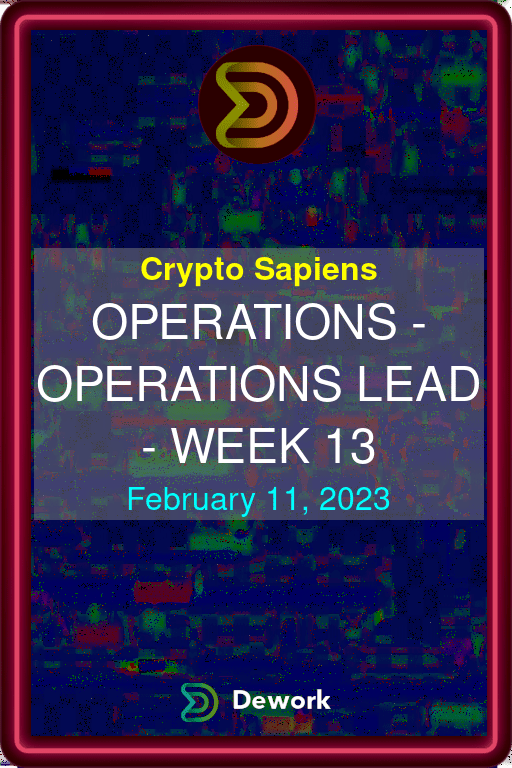 Crypto Sapiens
OPERATIONS -
OPERATIONS LEAD
- WEEK 13
February 11, 2023
Dework